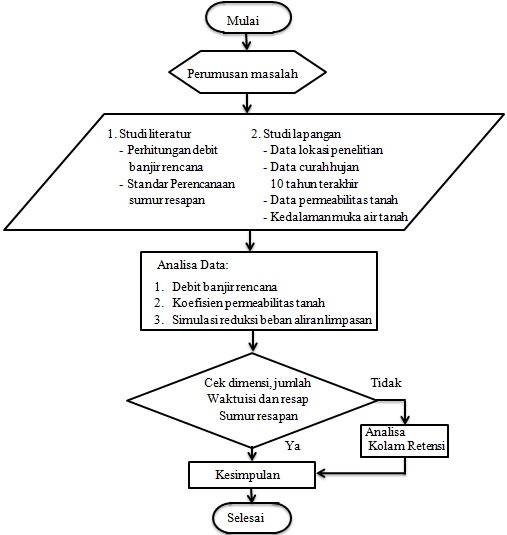 Mulai
Perumusan masalah
1. Studi literatur
- Perhitungan debit
banjir rencana
- Standar Perencanaan
sumur resapan
2. Studi lapangan
- Data lokasi penelitian
- Data curah hujan
10 tahun terakhir
- Data permeabilitas tanah
- Kedalaman muka air tanah
Analisa Data:
1. Debit banjir rencana
2. Koefisien permeabilitas tanah
3. Simulasi reduksi beban aliran limpasan
Cek dimensi, jumlah
Waktu isi dan resap
Sumur resapan
Tidak
Analisa
Kolam Retensi
Ya
Kesimpulan
Selesai